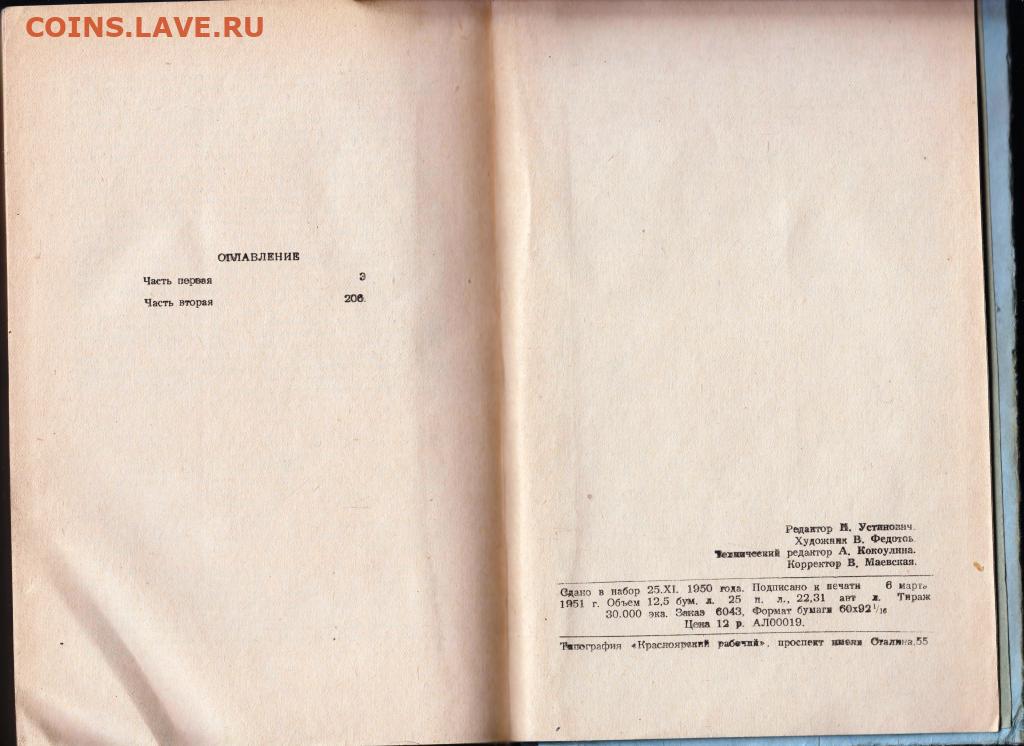 COINS.LAVE.RU
ОГЛАВЛЕНИЕ
Часть первая 3
Часть вторая 206.
Редактор Н. Устинович.
Художник В. Федотов.
Технический редактор А. Кокоулина.
Корректор В. Маевская.
Сдано в набор 25.XI. 1950 года. Подписано к печати 6 марта
1951 г. Объем 12,5 бум. л. 25 п. л., 22,31 авт л. Тираж
30.000 экз. Заказ 6043, Формат бумаги 60х92 1/16
Цена 12 р. АЛ00019.
Типография «Красноярский рабочий», проспект имени Сталина,55